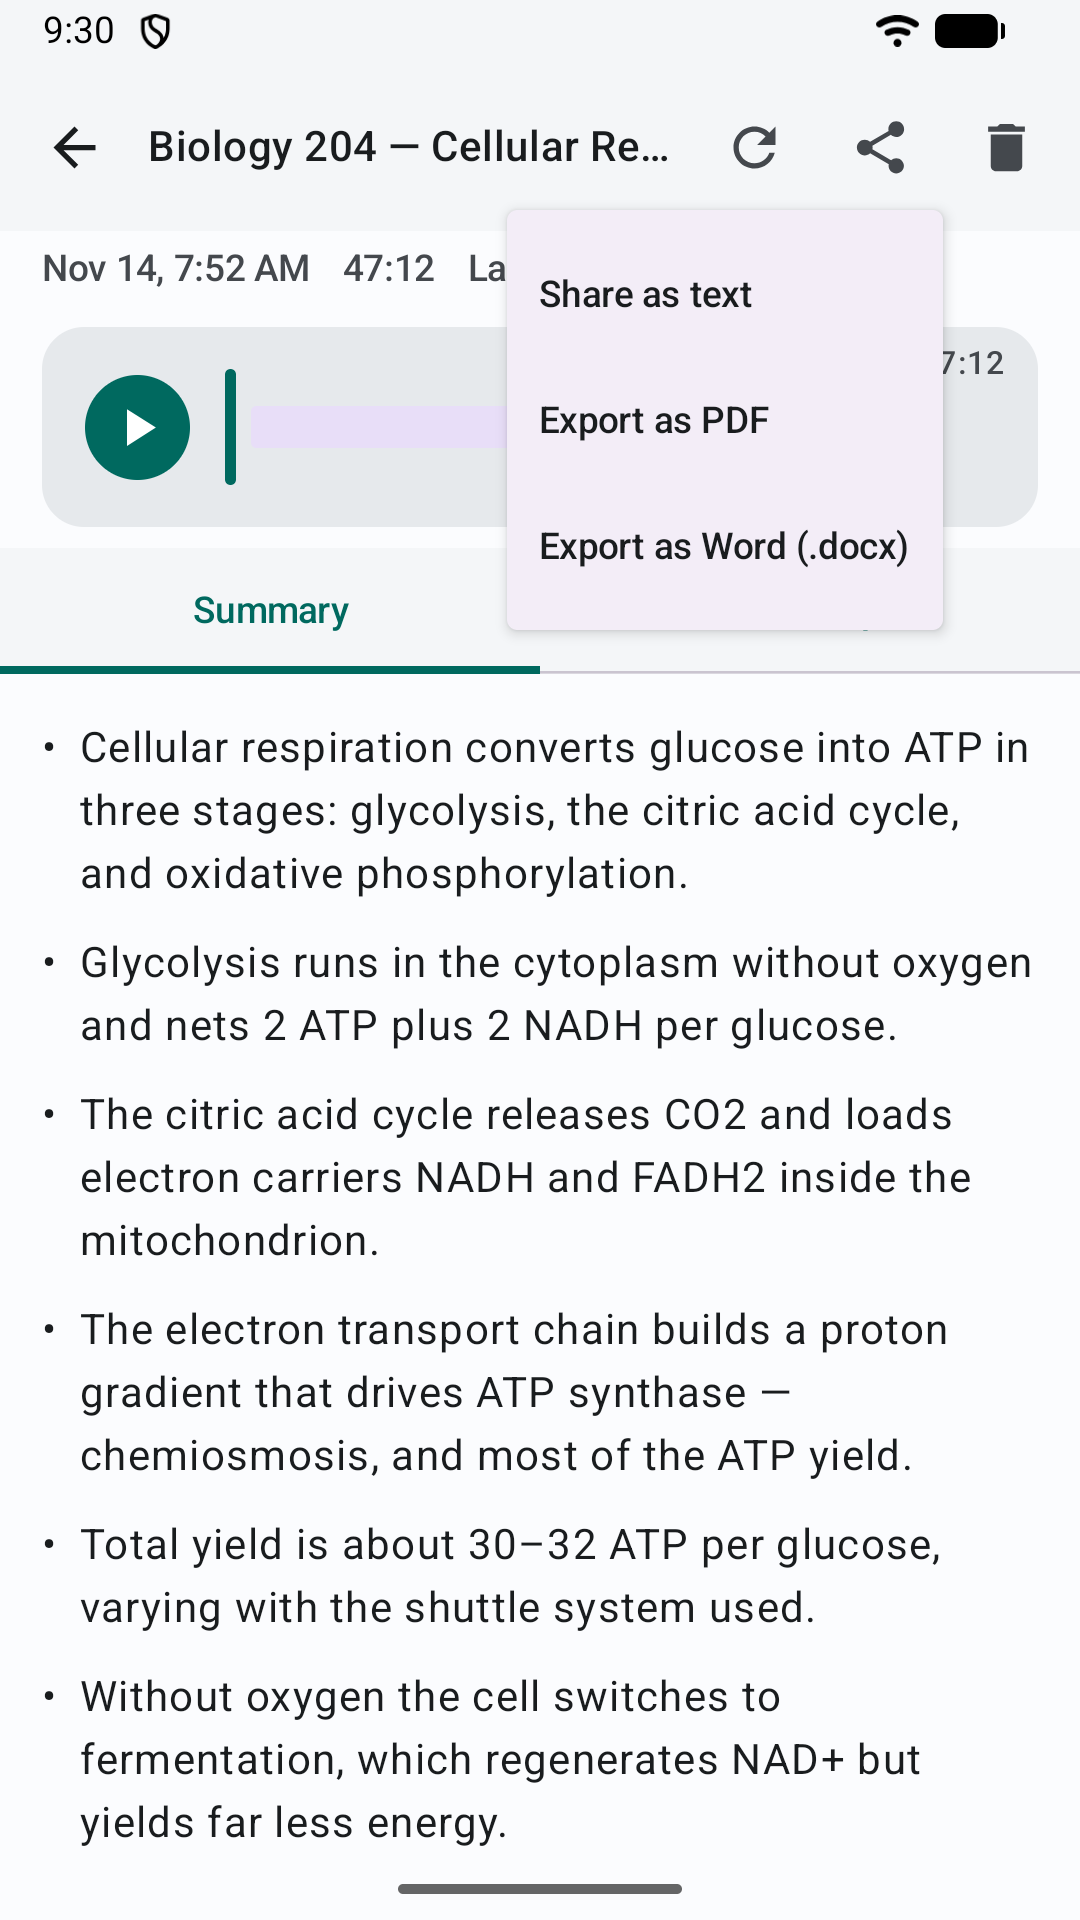 9:30
Biology 204 — Cellular Re...
Nov 14, 7:52 AM 47:12 La
Share as text
7:12
Export as PDF
Export as Word (.docx)
Summary
• Cellular respiration converts glucose into ATP in
three stages: glycolysis, the citric acid cycle,
and oxidative phosphorylation.
• Glycolysis runs in the cytoplasm without oxygen
and nets 2 ATP plus 2 NADH per glucose.
• The citric acid cycle releases CO2 and loads
electron carriers NADH and FADH2 inside the
mitochondrion.
• The electron transport chain builds a proton
gradient that drives ATP synthase —
chemiosmosis, and most of the ATP yield.
• Total yield is about 30–32 ATP per glucose,
varying with the shuttle system used.
• Without oxygen the cell switches to
fermentation, which regenerates NAD+ but
yields far less energy.